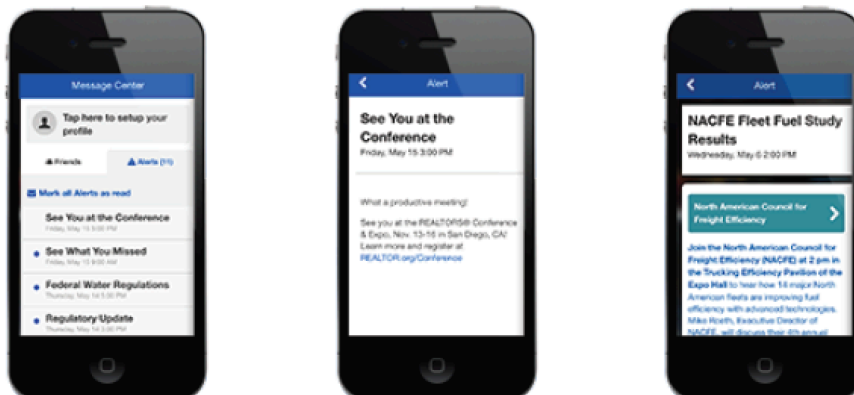 Message Center
Tap here to setup your
profile
Friends
Alerts (11)
Mark all Alerts as read
See You at the Conference
Friday, May 15 3:00 PM
See What You Missed
Friday, May 15 9:00 AM
Federal Water Regulations
Thursday, May 14 5:00 PM
Regulatory Update
Thursday, May 14 3:00 PM
Alert
See You at the
Conference
Friday, May 15 3:00 PM
What a productive meeting!
See you at the REALTORS® Conference
& Expo, Nov. 13-16 in San Diego, CA!
Learn more and register at
REALTOR.org/Conference
Alert
NACFE Fleet Fuel Study
Results
Wednesday, May 6 2:00 PM
North American Council for
Freight Efficiency
Join the North American Council for
Freight Efficiency (NACFE) at 2 pm in
the Trucking Efficiency Pavilion of the
Expo Hall to hear how 14 major North
American fleets are improving fuel
efficiency with advanced technologies.
Mike Roeth, Executive Director of
NACFE, will discuss their 4th annual